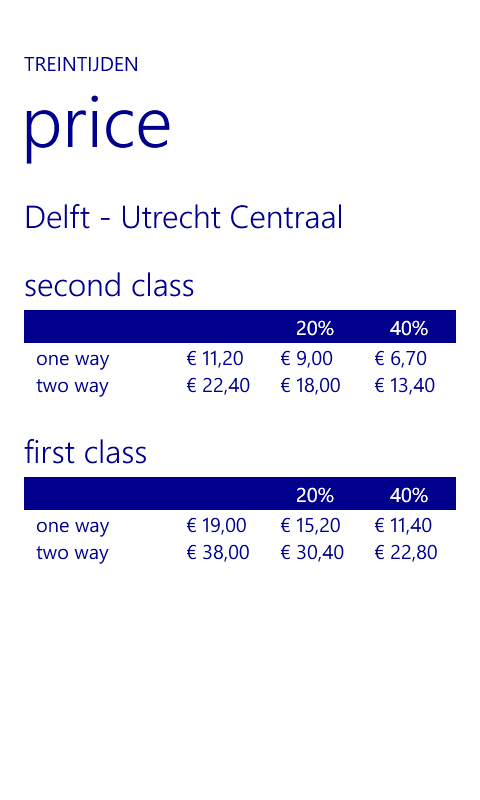 TREINTIJDEN
price
Delft - Utrecht Centraal
second class
20% 40%
one way € 11,20 € 9,00 € 6,70
two way € 22,40 € 18,00 € 13,40
first class
20% 40%
one way € 19,00 € 15,20 € 11,40
two way € 38,00 € 30,40 € 22,80